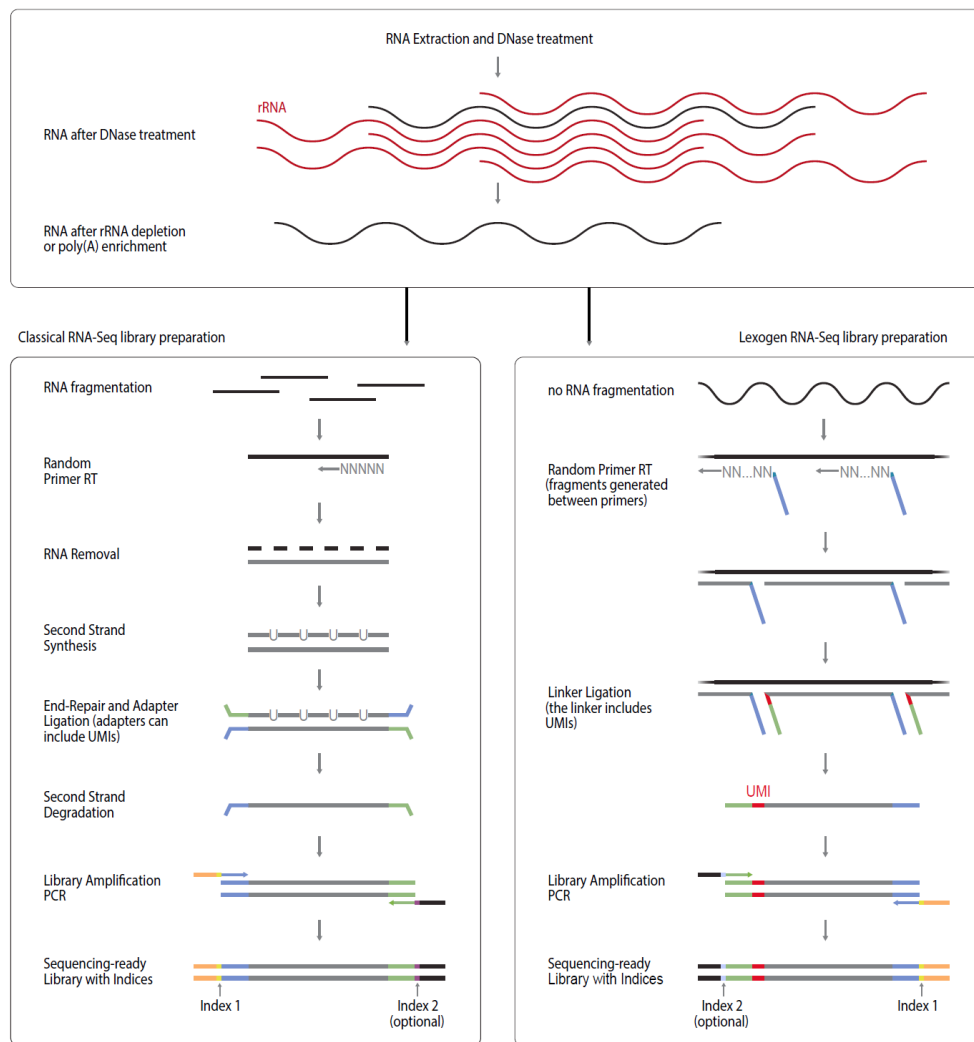 RNA Extraction and DNase treatment
rRNA
RNA after DNase treatment
RNA after rRNA depletion
or poly(A) enrichment
Classical RNA-Seq library preparation
RNA fragmentation
Random
Primer RT
NNNNN
RNA Removal
Second Strand
Synthesis
U U U U
End-Repair and Adapter
Ligation (adapters can
include UMIs)
U U U U
Second Strand
Degradation
Library Amplification
PCR
Sequencing-ready
Library with Indices
Index 1
Index 2
(optional)
Lexogen RNA-Seq library preparation
no RNA fragmentation
Random Primer RT
(fragments generated
between primers)
NN...NN NN...NN
Linker Ligation
(the linker includes
UMIs)
UMI
Library Amplification
PCR
Sequencing-ready
Library with Indices
Index 2
(optional)
Index 1